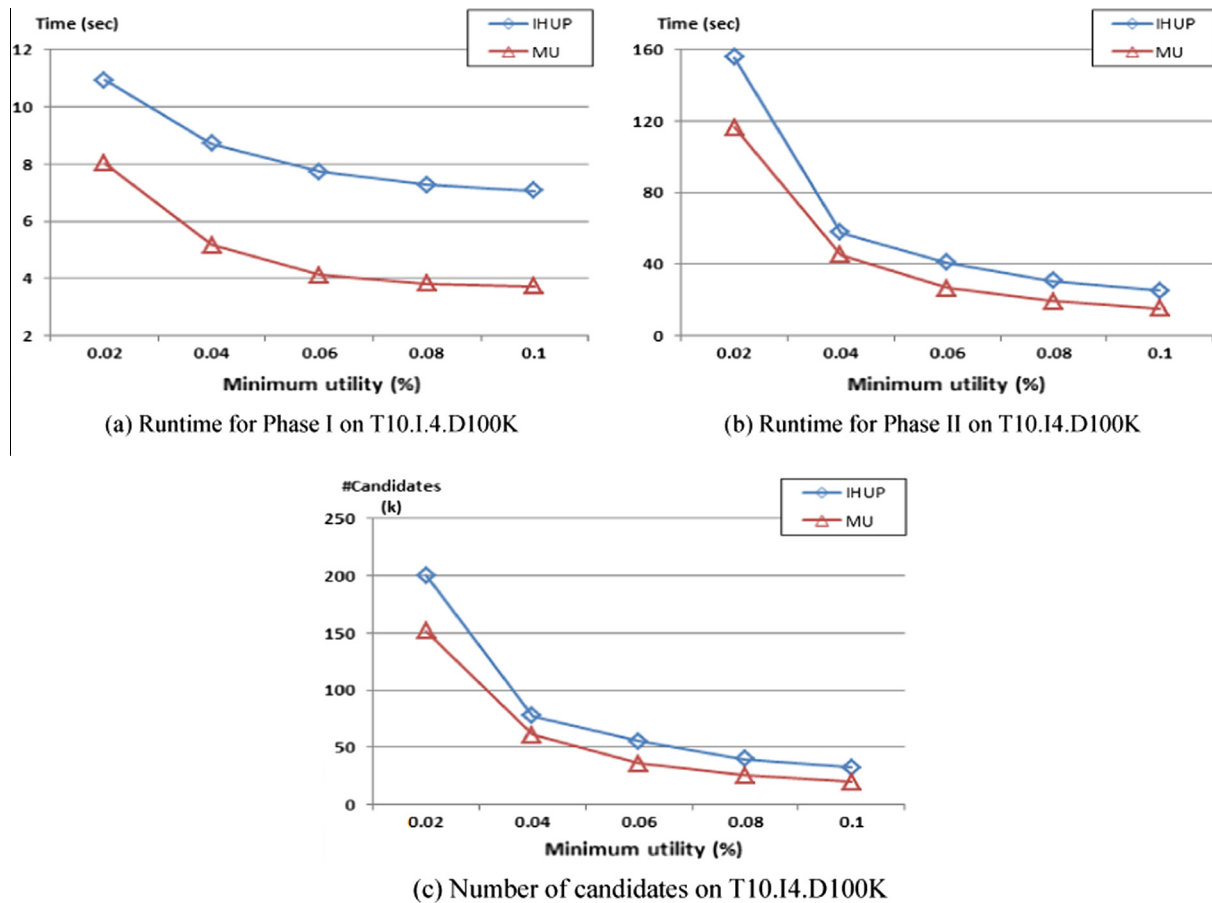 Time (sec)
IHUP
MU
12
10
8
6
4
2
0.02 0.04 0.06 0.08 0.1
Minimum utility (%)
(a) Runtime for Phase I on T10.I.4.D100K
Time (sec)
IHUP
MU
160
120
80
40
0
0.02 0.04 0.06 0.08 0.1
Minimum utility (%)
(b) Runtime for Phase II on T10.I4.D100K
#Candidates
(k)
IHUP
MU
250
200
150
100
50
0
0.02 0.04 0.06 0.08 0.1
Minimum utility (%)
(c) Number of candidates on T10.I4.D100K